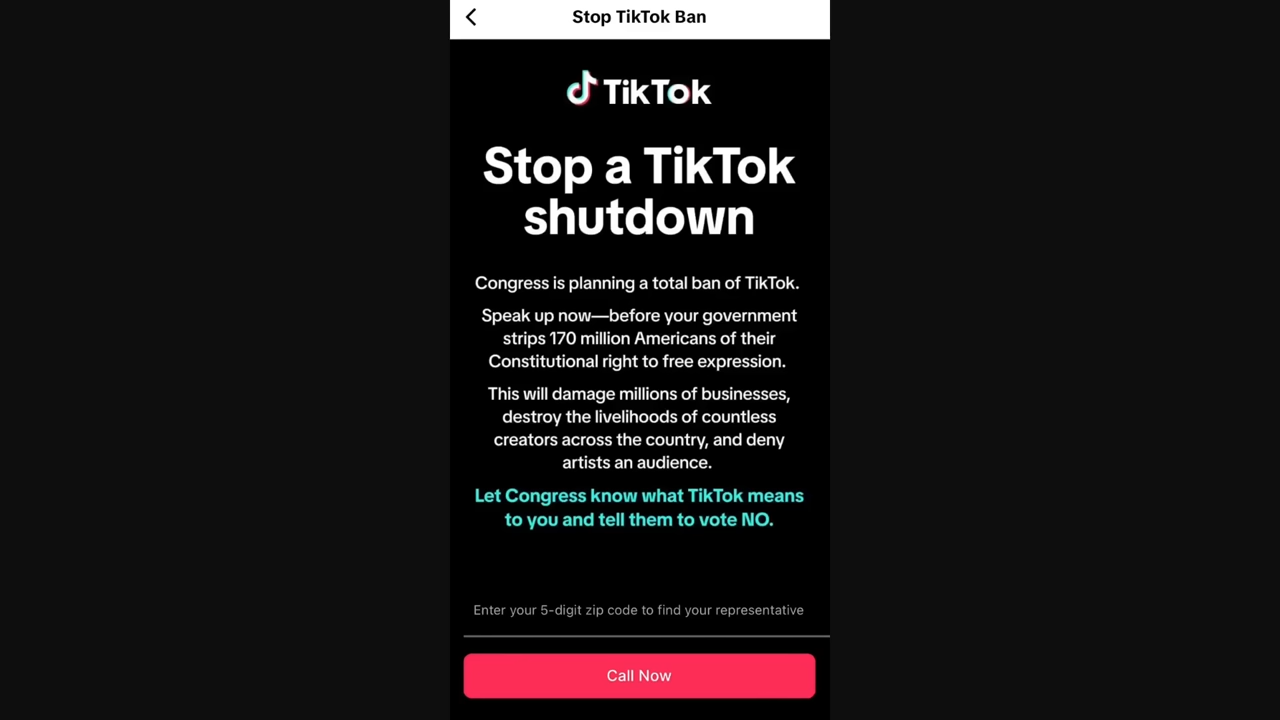 Stop TikTok Ban
TikTok
Stop a TikTok
shutdown
Congress is planning a total ban of TikTok.
Speak up now—before your government
strips 170 million Americans of their
Constitutional right to free expression.
This will damage millions of businesses,
destroy the livelihoods of countless
creators across the country, and deny
artists an audience.
Let Congress know what TikTok means
to you and tell them to vote NO.
Enter your 5-digit zip code to find your representative
Call Now